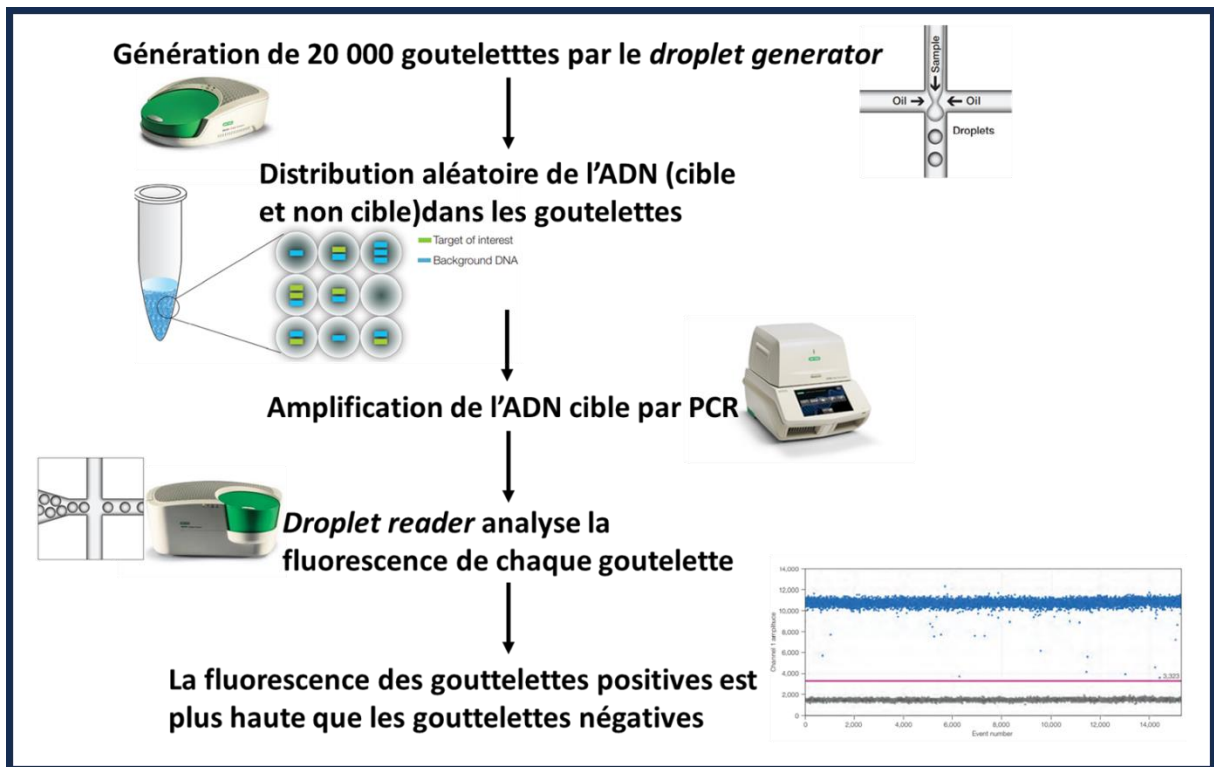 Génération de 20 000 gouteletttes par le droplet generator
Sample
Oil
Oil
Droplets
Distribution aléatoire de l’ADN (cible
et non cible)dans les goutelettes
Target of interest
Background DNA
Amplification de l’ADN cible par PCR
Droplet reader analyse la
fluorescence de chaque goutelette
La fluorescence des gouttelettes positives est
plus haute que les gouttelettes négatives
Channel 1 amplitude
14,000
12,000
10,000
8,000
6,000
4,000
2,000
0
3,323
0
2,000
4,000
6,000
8,000
10,000
12,000
14,000
Event number